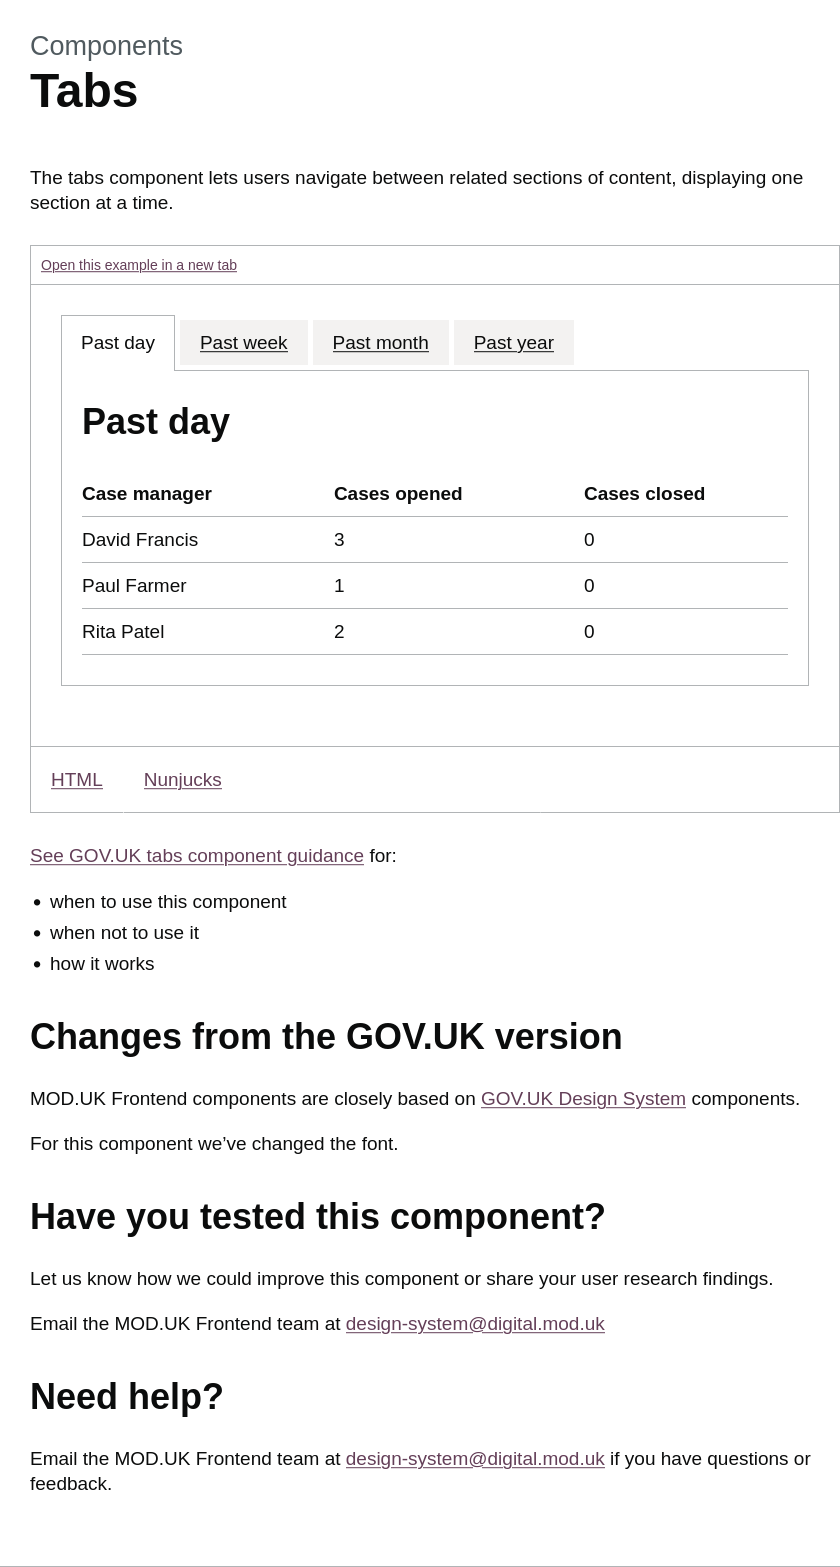 Components
Tabs
The tabs component lets users navigate between related sections of content, displaying one
section at a time.
Open this example in a new tab
Past day Past week Past month Past year
Past day
Case manager Cases opened Cases closed
David Francis 3 0
Paul Farmer 1 0
Rita Patel 2 0
HTML Nunjucks
See GOV.UK tabs component guidance for:
• when to use this component
• when not to use it
• how it works
Changes from the GOV.UK version
MOD.UK Frontend components are closely based on GOV.UK Design System components.
For this component we’ve changed the font.
Have you tested this component?
Let us know how we could improve this component or share your user research findings.
Email the MOD.UK Frontend team at design-system@digital.mod.uk
Need help?
Email the MOD.UK Frontend team at design-system@digital.mod.uk if you have questions or
feedback.